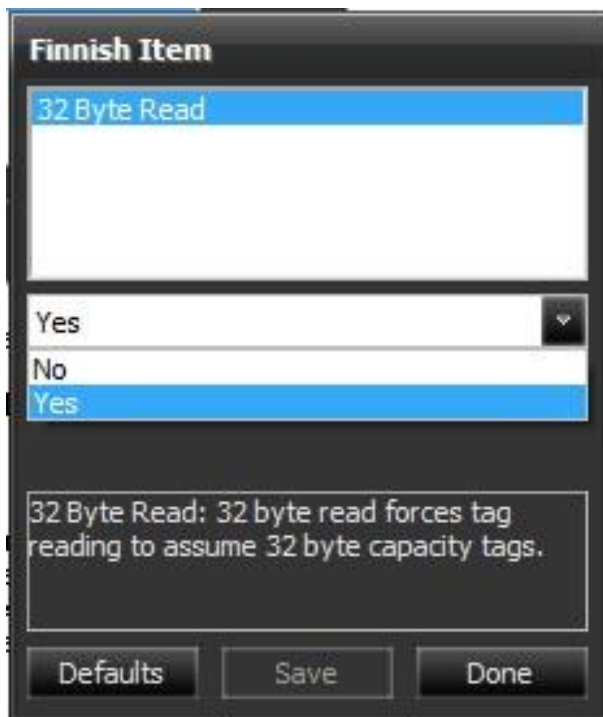 Finnish Item
32 Byte Read
Yes
No
Yes
32 Byte Read: 32 byte read forces tag
reading to assume 32 byte capacity tags.
Defaults
Save
Done